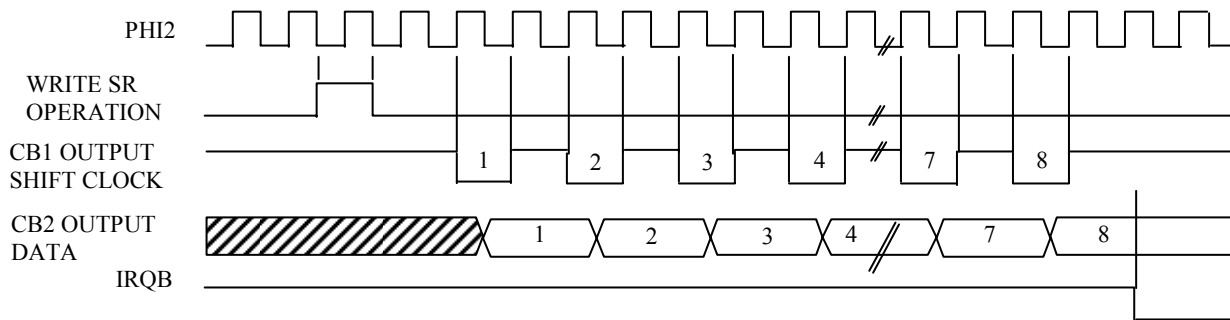 PHI2
WRITE SR
OPERATION
CB1 OUTPUT
SHIFT CLOCK
1 2 3 4 7 8
CB2 OUTPUT
DATA
1 2 3 4 7 8
IRQB